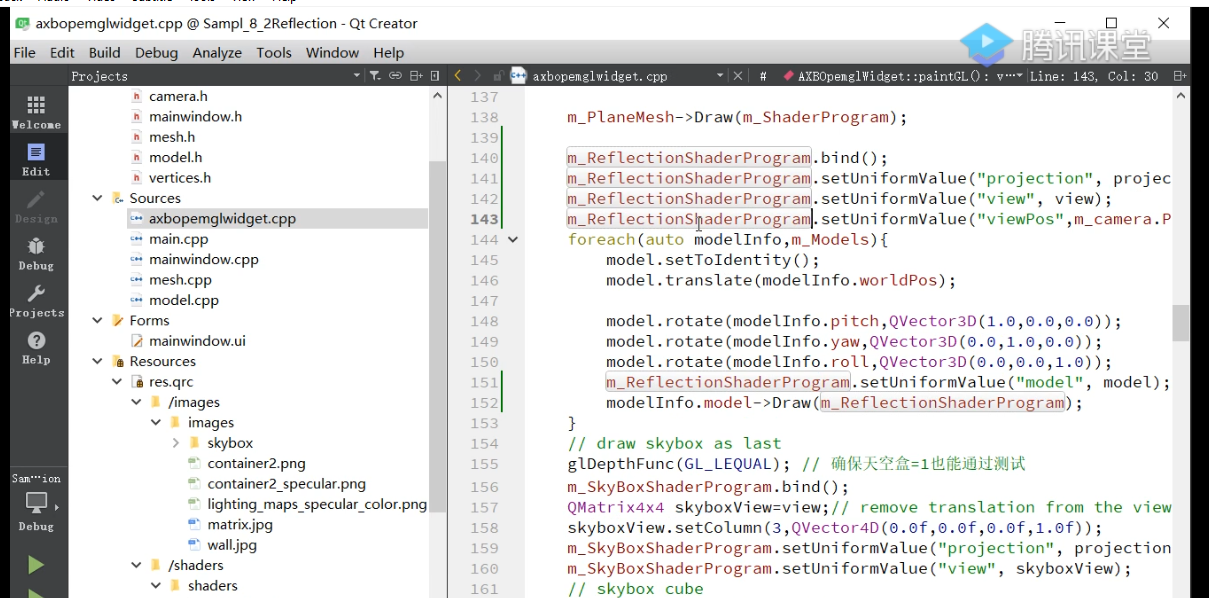 axbopemglwidget.cpp @ Sampl_8_2Reflection - Qt Creator
腾讯课堂
File Edit Build Debug Analyze Tools Window Help
Projects
axbopemglwidget.cpp
#
AXBOpemglWidget::paintGL(): v⋯
Line: 143, Col: 30
Welcome
Edit
Design
Debug
Projects
Help
Sam⋯ion
Debug
camera.h
mainwindow.h
mesh.h
model.h
vertices.h
Sources
axbopemglwidget.cpp
main.cpp
mainwindow.cpp
mesh.cpp
model.cpp
Forms
mainwindow.ui
Resources
res.qrc
/images
images
skybox
container2.png
container2_specular.png
lighting_maps_specular_color.png
matrix.jpg
wall.jpg
/shaders
shaders
137
138 m_PlaneMesh->Draw(m_ShaderProgram);
139
140 m_ReflectionShaderProgram.bind();
141 m_ReflectionShaderProgram.setUniformValue("projection", projec
142 m_ReflectionShaderProgram.setUniformValue("view", view);
143 m_ReflectionShaderProgram.setUniformValue("viewPos",m_camera.P
144 foreach(auto modelInfo,m_Models){
145 model.setToIdentity();
146 model.translate(modelInfo.worldPos);
147
148 model.rotate(modelInfo.pitch,QVector3D(1.0,0.0,0.0));
149 model.rotate(modelInfo.yaw,QVector3D(0.0,1.0,0.0));
150 model.rotate(modelInfo.roll,QVector3D(0.0,0.0,1.0));
151 m_ReflectionShaderProgram.setUniformValue("model", model);
152 modelInfo.model->Draw(m_ReflectionShaderProgram);
153 }
154 // draw skybox as last
155 glDepthFunc(GL_LEQUAL); // 确保天空盒=1也能通过测试
156 m_SkyBoxShaderProgram.bind();
157 QMatrix4x4 skyboxView=view;// remove translation from the view
158 skyboxView.setColumn(3,QVector4D(0.0f,0.0f,0.0f,1.0f));
159 m_SkyBoxShaderProgram.setUniformValue("projection", projection
160 m_SkyBoxShaderProgram.setUniformValue("view", skyboxView);
161 // skybox cube